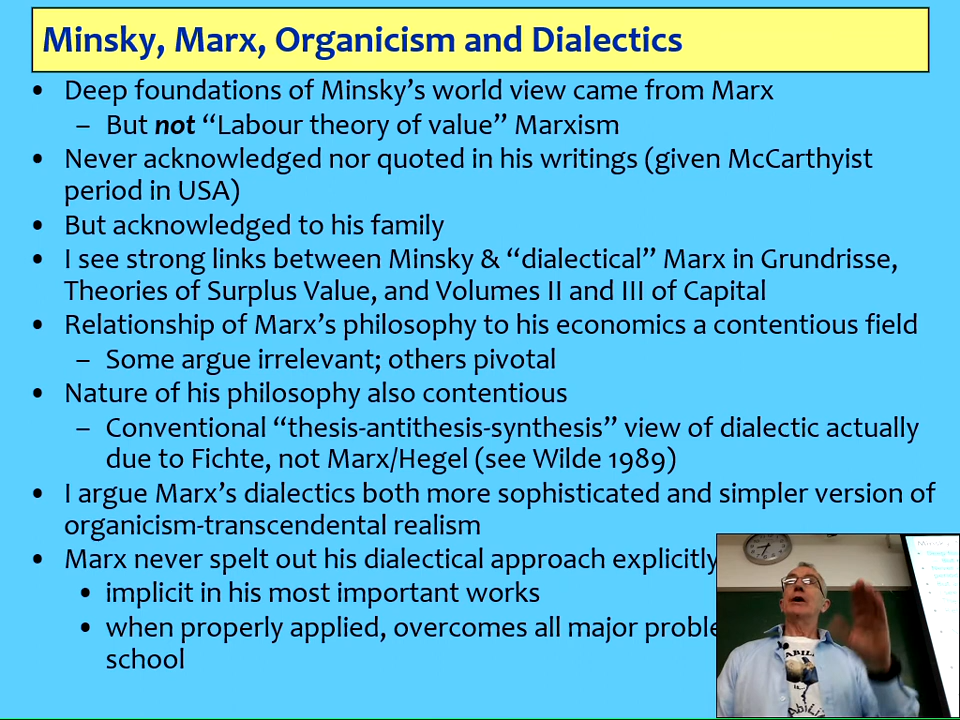 Minsky, Marx, Organicism and Dialectics
• Deep foundations of Minsky's world view came from Marx
– But not “Labour theory of value” Marxism
• Never acknowledged nor quoted in his writings (given McCarthyist
period in USA)
• But acknowledged to his family
• I see strong links between Minsky & “dialectical” Marx in Grundrisse,
Theories of Surplus Value, and Volumes II and III of Capital
• Relationship of Marx's philosophy to his economics a contentious field
– Some argue irrelevant; others pivotal
• Nature of his philosophy also contentious
– Conventional “thesis-antithesis-synthesis” view of dialectic actually
due to Fichte, not Marx/Hegel (see Wilde 1989)
• I argue Marx's dialectics both more sophisticated and simpler version of
organicism-transcendental realism
• Marx never spelt out his dialectical approach explicitly
• implicit in his most important works
• when properly applied, overcomes all major
school